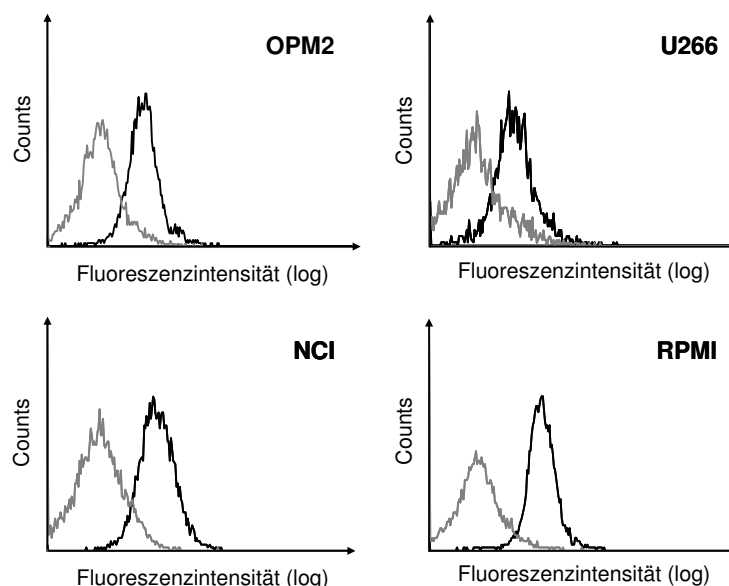 OPM2
Counts
Fluoreszenzintensität (log)
U266
Counts
Fluoreszenzintensität (log)
NCI
Counts
Fluoreszenzintensität (log)
RPMI
Counts
Fluoreszenzintensität (log)